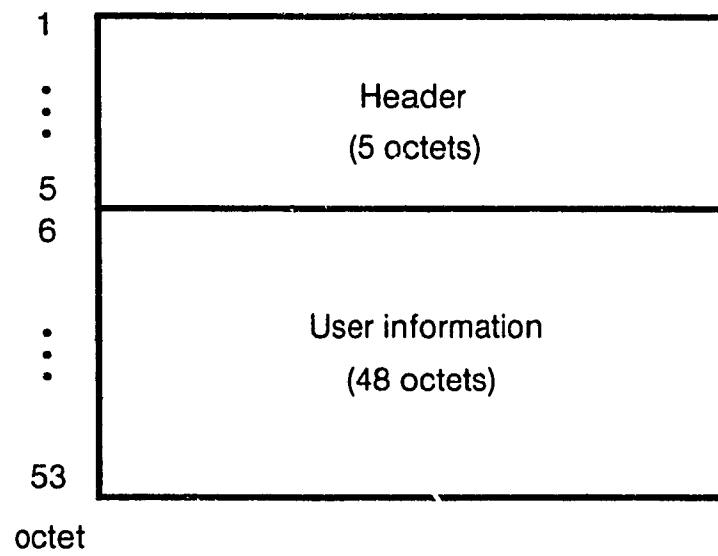 1
Header
(5 octets)
5
6
User information
(48 octets)
53
octet